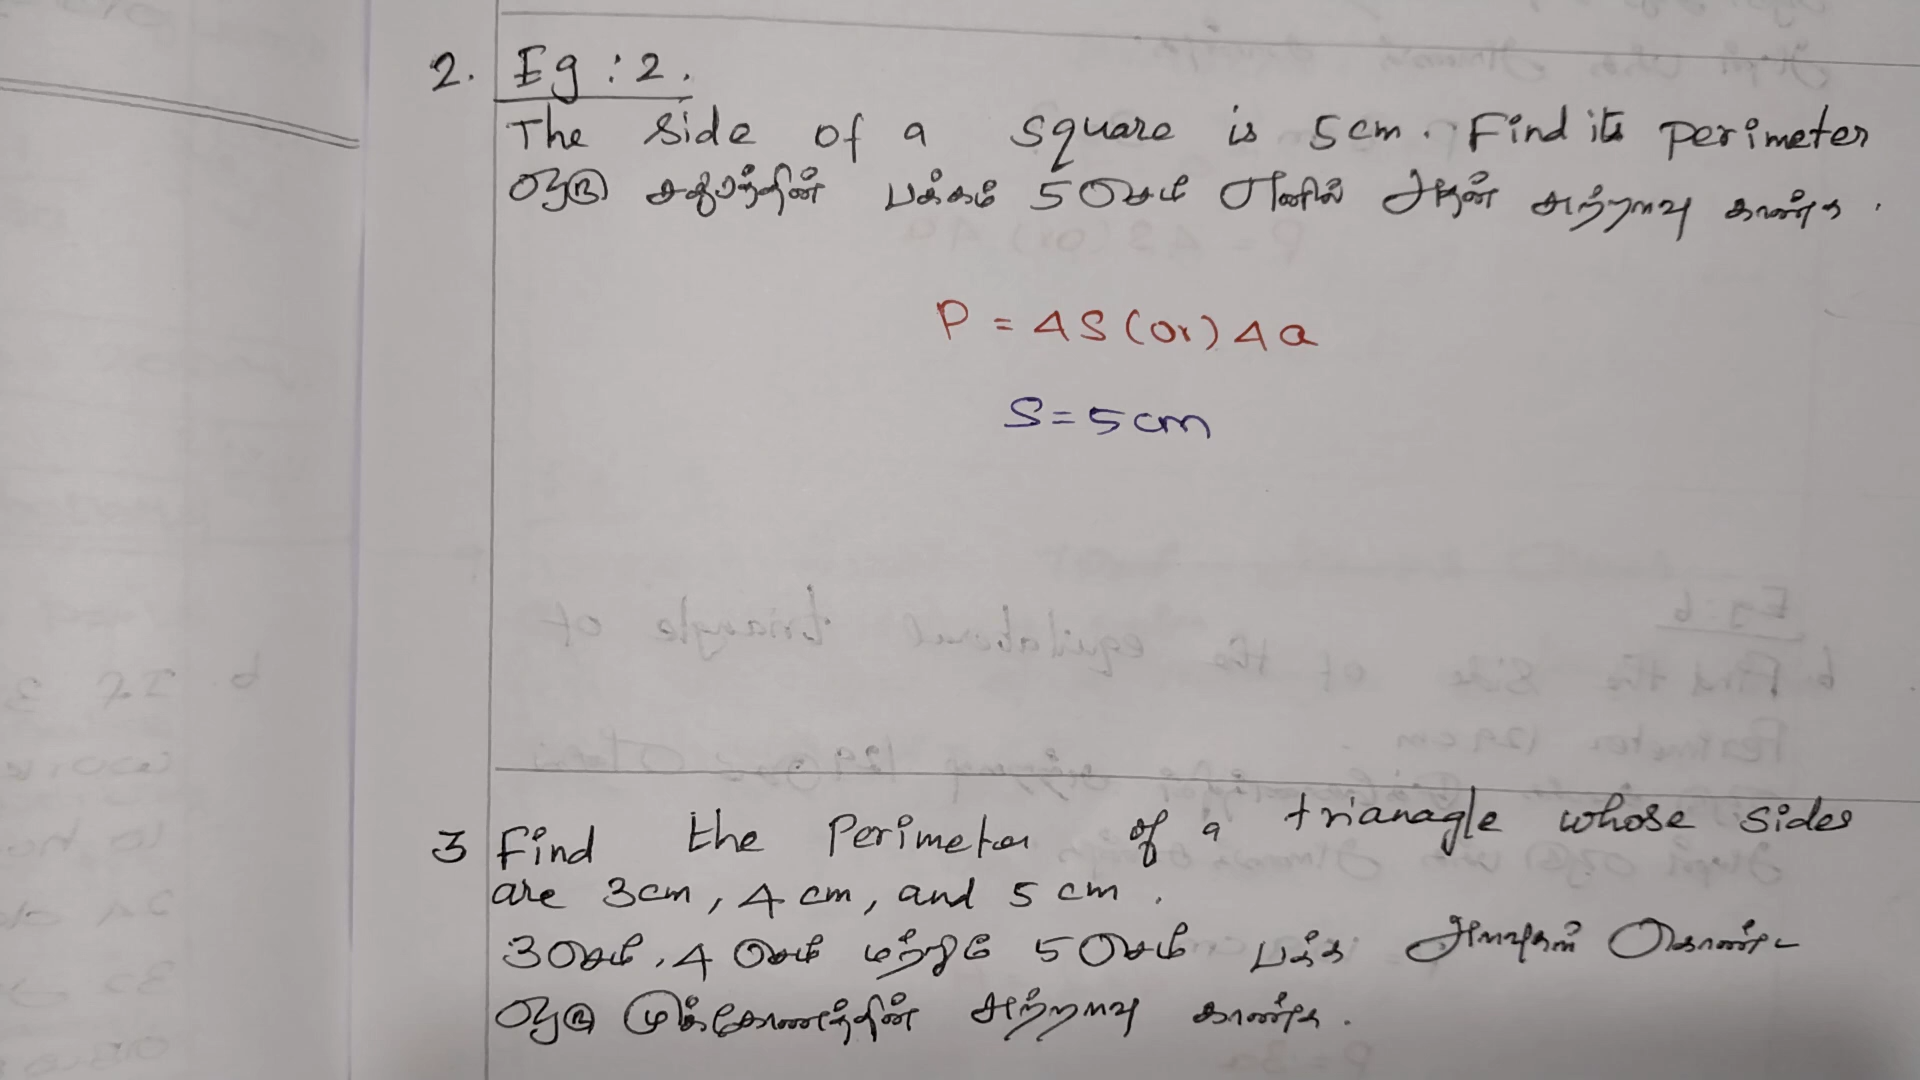 2. Eg : 2.
The side of a square is 5cm. Find its perimeter
ஒரு சதுரத்தின் பக்கம் 5செமீ எனில் அதன் சுற்றளவு காண்க.
P = 4S (or) 4a
S = 5cm
3 Find the Perimeter of a trianagle whose sides
are 3cm, 4 cm, and 5 cm.
3செமீ, 4 செமீ மற்றும் 5செமீ பக்க அளவுகள் கொண்ட
ஒரு முக்கோணத்தின் சுற்றளவு காண்க.